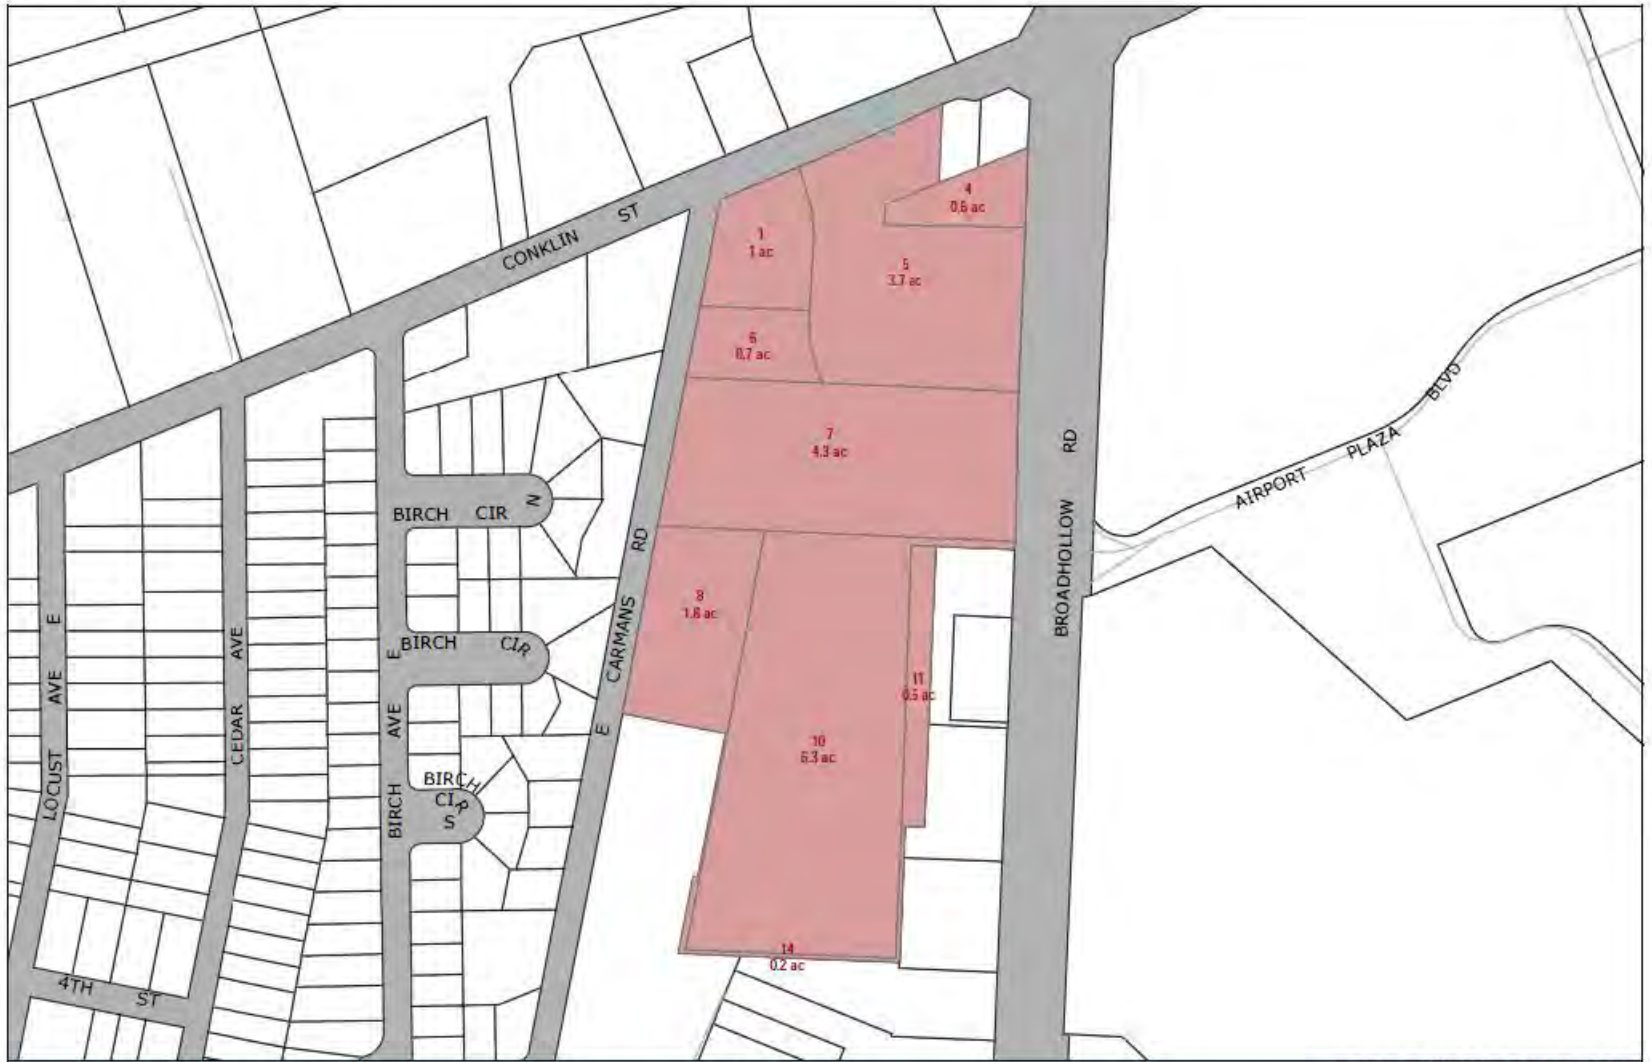 CONKLIN ST
4
0.6 ac
1
1 ac
5
3.7 ac
6
0.7 ac
7
4.3 ac
BROADHOLLOW RD
AIRPORT PLAZA BLVD
BIRCH CIR N
E CARMANS RD
8
1.8 ac
LOCUST AVE E
CEDAR AVE
BIRCH AVE E
BIRCH CIR
11
0.5 ac
10
6.3 ac
BIRCH
CIR
S
14
0.2 ac
4TH ST